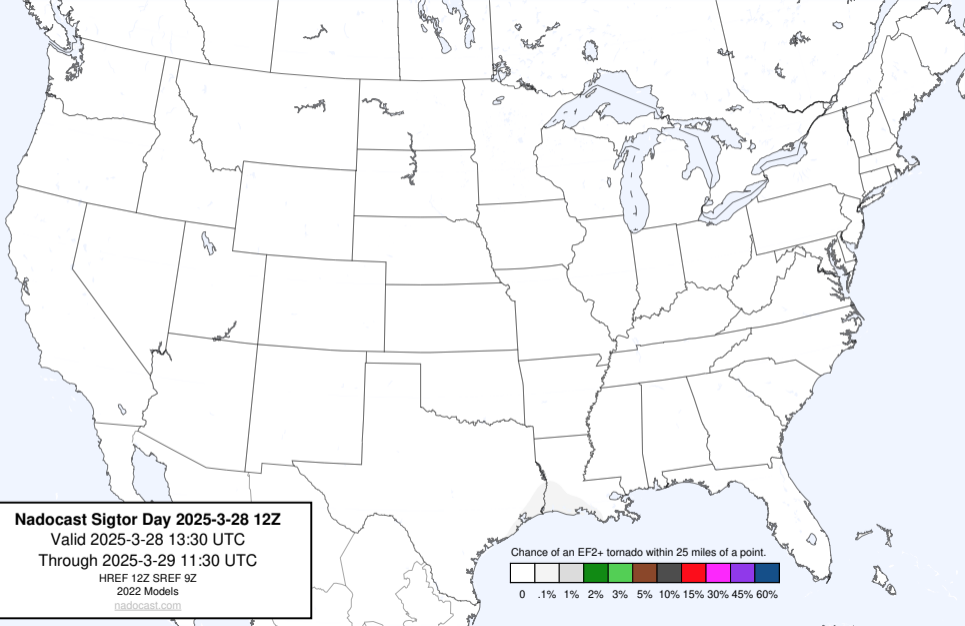 Nadocast Sigtor Day 2025-3-28 12Z
Valid 2025-3-28 13:30 UTC
Through 2025-3-29 11:30 UTC
HREF 12Z SREF 9Z
2022 Models
nadocast.com
Chance of an EF2+ tornado within 25 miles of a point.
0 .1% 1% 2% 3% 5% 10% 15% 30% 45% 60%